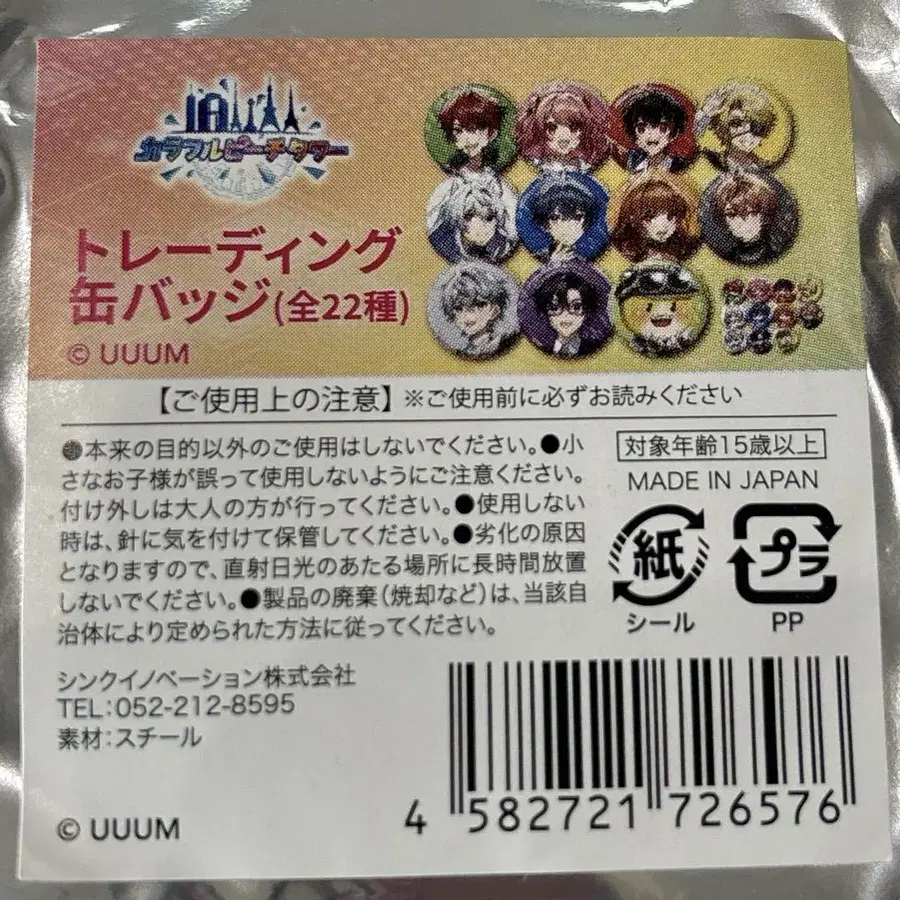 カラフルピーチタワー
トレーディング
缶バッジ(全22種)
© UUUM
【ご使用上の注意】※ご使用前に必ずお読みください
●本来の目的以外のご使用はしないでください。●小
さなお子様が誤って使用しないようにご注意ください。
付け外しは大人の方が行ってください。●使用しない
時は、針に気を付けて保管してください。●劣化の原因
となりますので、直射日光のあたる場所に長時間放置
しないでください。●製品の廃棄(焼却など)は、当該自
治体により定められた方法に従ってください。
対象年齢15歳以上
MADE IN JAPAN
紙
シール
プラ
PP
シンクイノベーション株式会社
TEL:052-212-8595
素材:スチール
© UUUM
4 582721 726576